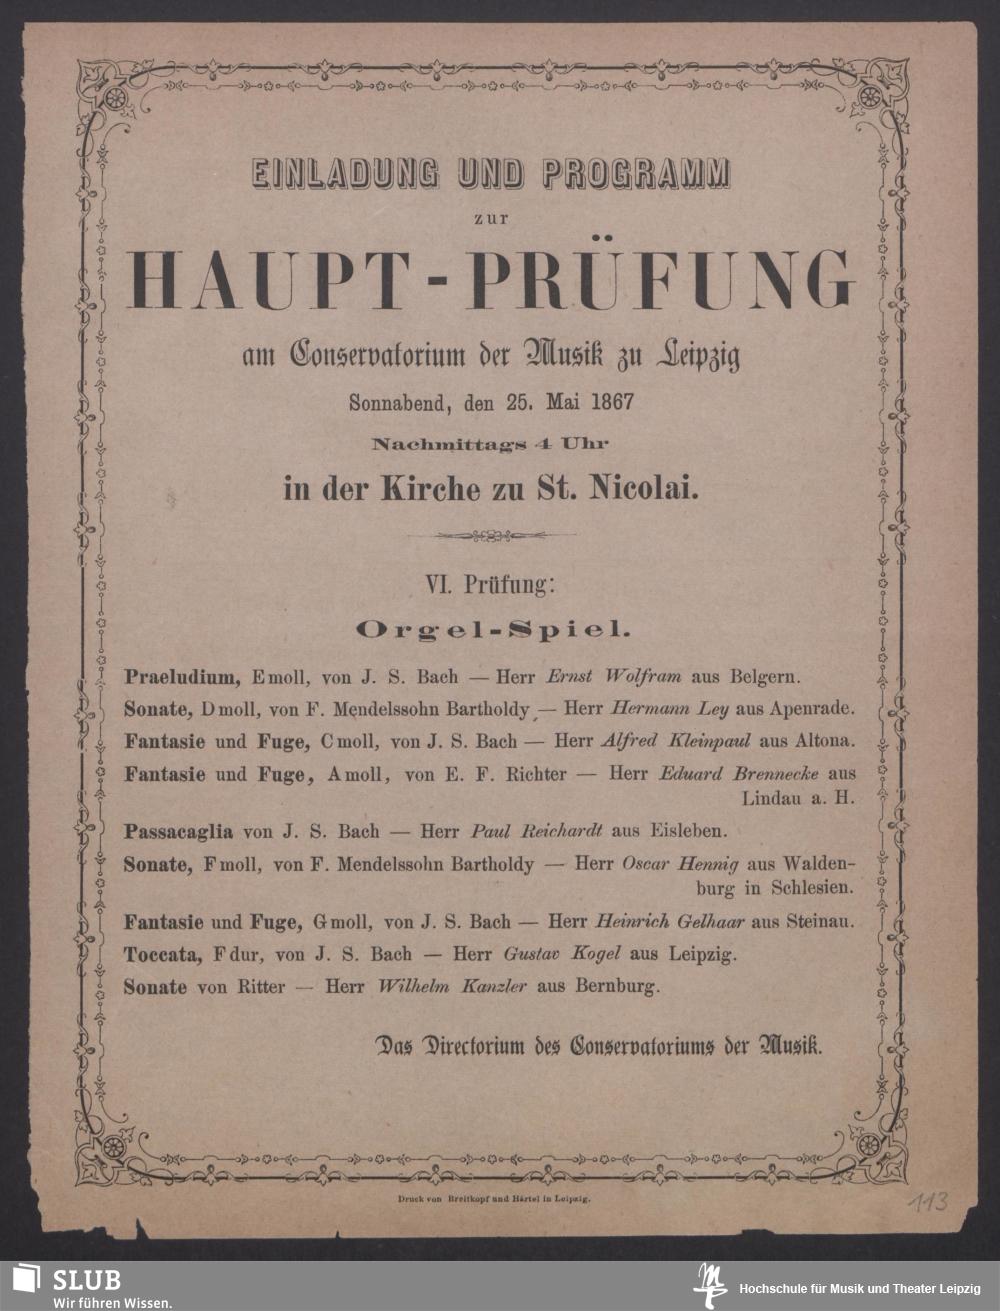 EINLADUNG UND PROGRAMM
zur
HAUPT-PRÜFUNG
am Conservatorium der Musik zu Leipzig
Sonnabend, den 25. Mai 1867
Nachmittags 4 Uhr
in der Kirche zu St. Nicolai.
VI. Prüfung:
Orgel-Spiel.
Praeludium, Emoll, von J. S. Bach — Herr Ernst Wolfram aus Belgern.
Sonate, Dmoll, von F. Mendelssohn Bartholdy — Herr Hermann Ley aus Apenrade.
Fantasie und Fuge, Cmoll, von J. S. Bach — Herr Alfred Kleinpaul aus Altona.
Fantasie und Fuge, Amoll, von E. F. Richter — Herr Eduard Brennecke aus
Lindau a. H.
Passacaglia von J. S. Bach — Herr Paul Reichardt aus Eisleben.
Sonate, Fmoll, von F. Mendelssohn Bartholdy — Herr Oscar Hennig aus Walden-
burg in Schlesien.
Fantasie und Fuge, Gmoll, von J. S. Bach — Herr Heinrich Gelhaar aus Steinau.
Toccata, Fdur, von J. S. Bach — Herr Gustav Kogel aus Leipzig.
Sonate von Ritter — Herr Wilhelm Kanzler aus Bernburg.
Das Directorium des Conservatoriums der Musik.
Druck von Breitkopf und Härtel in Leipzig.
113
SLUB
Wir führen Wissen.
Hochschule für Musik und Theater Leipzig